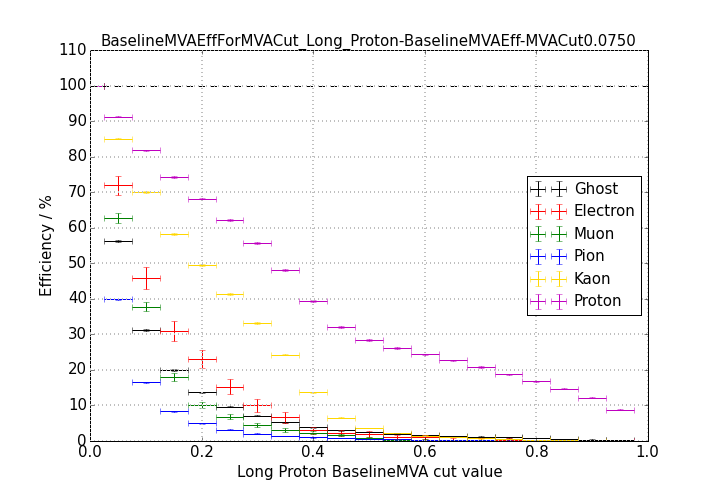 BaselineMVAEffForMVACut_Long_Proton-BaselineMVAEff-MVACut0.0750
110
100
90
80
70
60
50
40
30
20
10
0
Efficiency / %
Ghost
Electron
Muon
Pion
Kaon
Proton
0.0 0.2 0.4 0.6 0.8 1.0
Long Proton BaselineMVA cut value